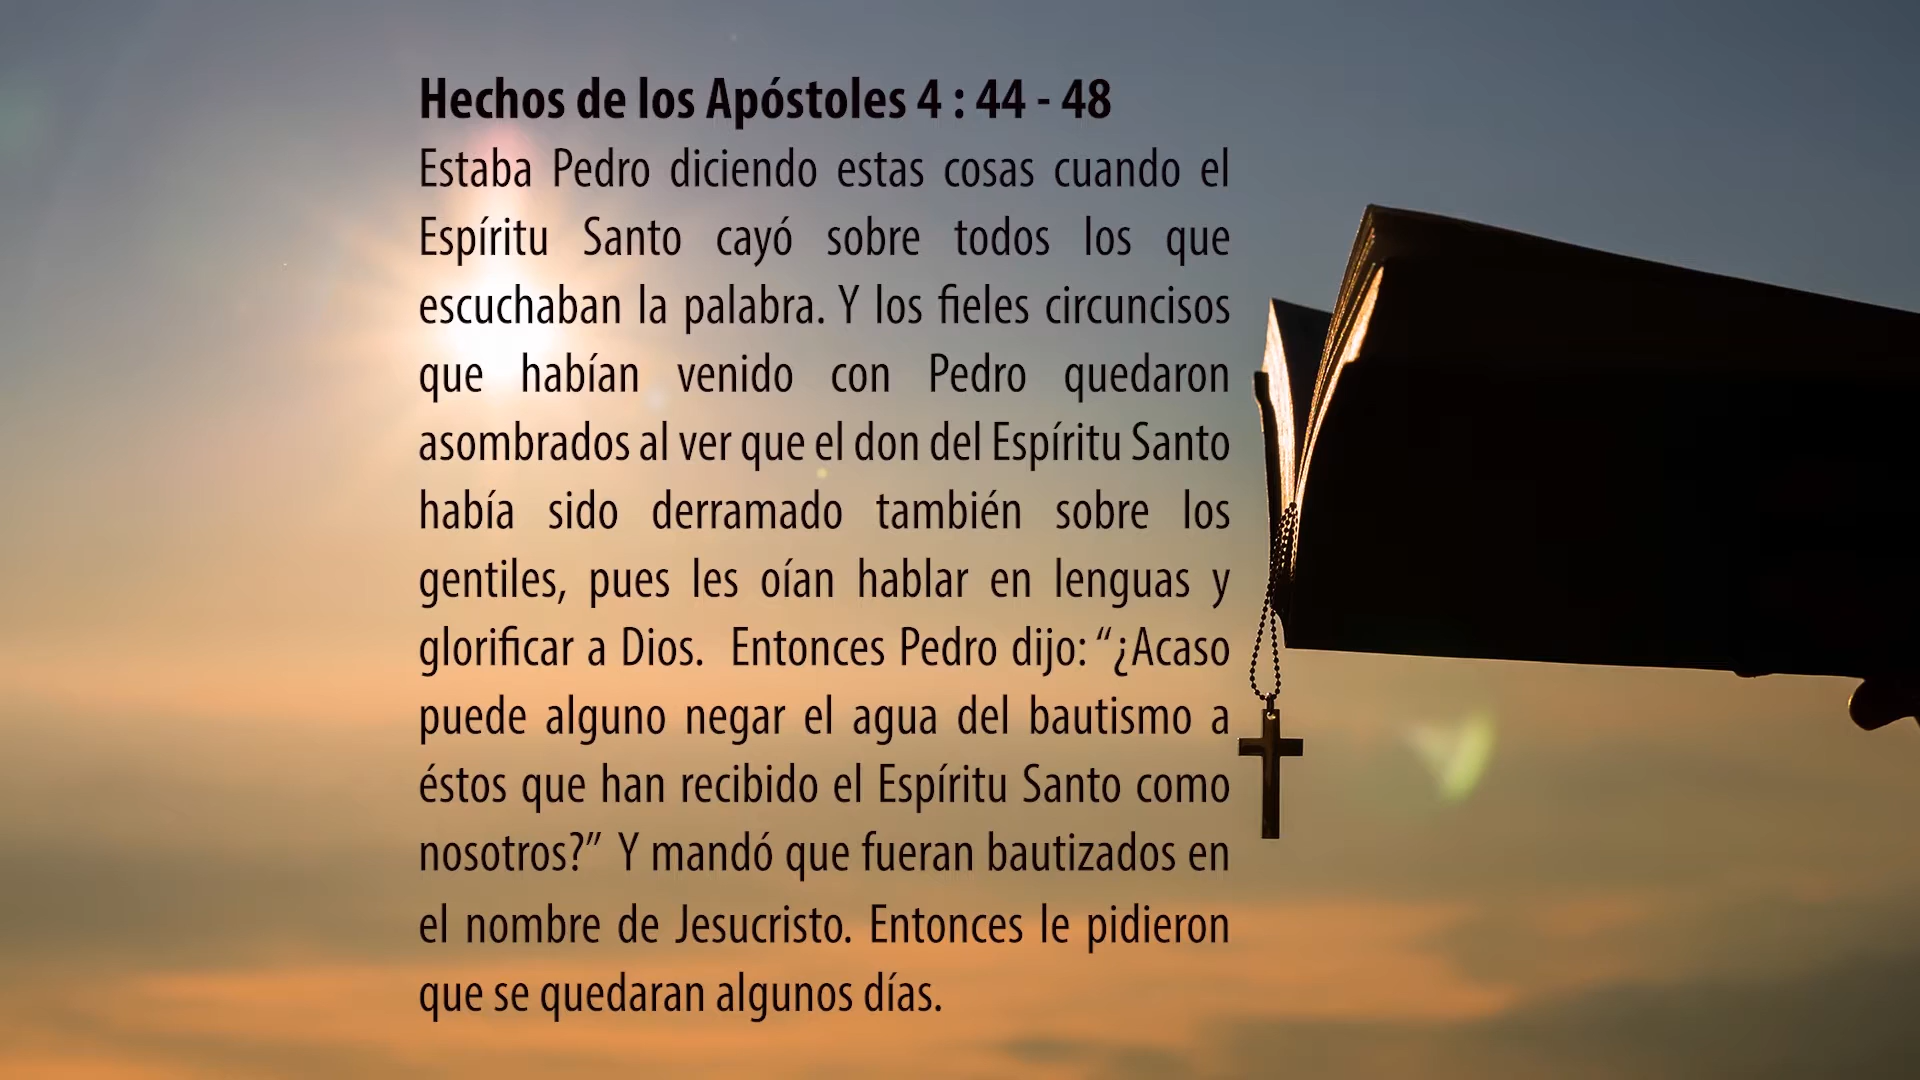 Hechos de los Apóstoles 4 : 44 - 48
Estaba Pedro diciendo estas cosas cuando el
Espíritu Santo cayó sobre todos los que
escuchaban la palabra. Y los fieles circuncisos
que habían venido con Pedro quedaron
asombrados al ver que el don del Espíritu Santo
había sido derramado también sobre los
gentiles, pues les oían hablar en lenguas y
glorificar a Dios.  Entonces Pedro dijo: “¿Acaso
puede alguno negar el agua del bautismo a
éstos que han recibido el Espíritu Santo como
nosotros?”  Y mandó que fueran bautizados en
el nombre de Jesucristo. Entonces le pidieron
que se quedaran algunos días.